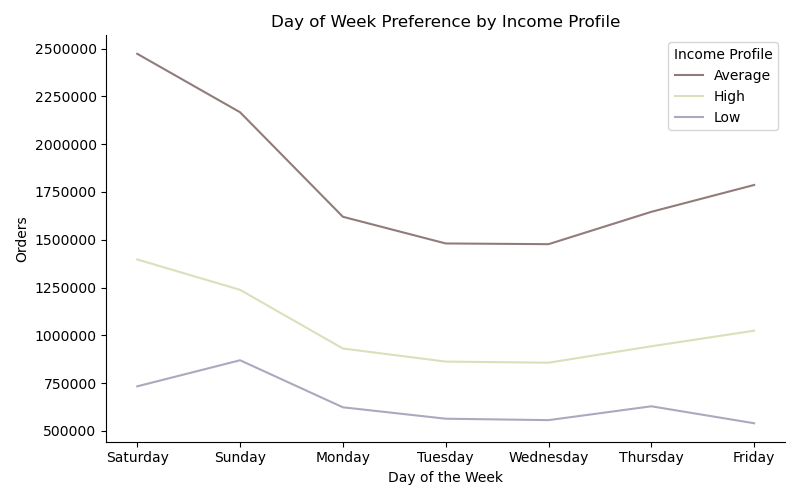 Day of Week Preference by Income Profile
Income Profile
Average
High
Low
Orders
2500000
2250000
2000000
1750000
1500000
1250000
1000000
750000
500000
Saturday Sunday Monday Tuesday Wednesday Thursday Friday
Day of the Week